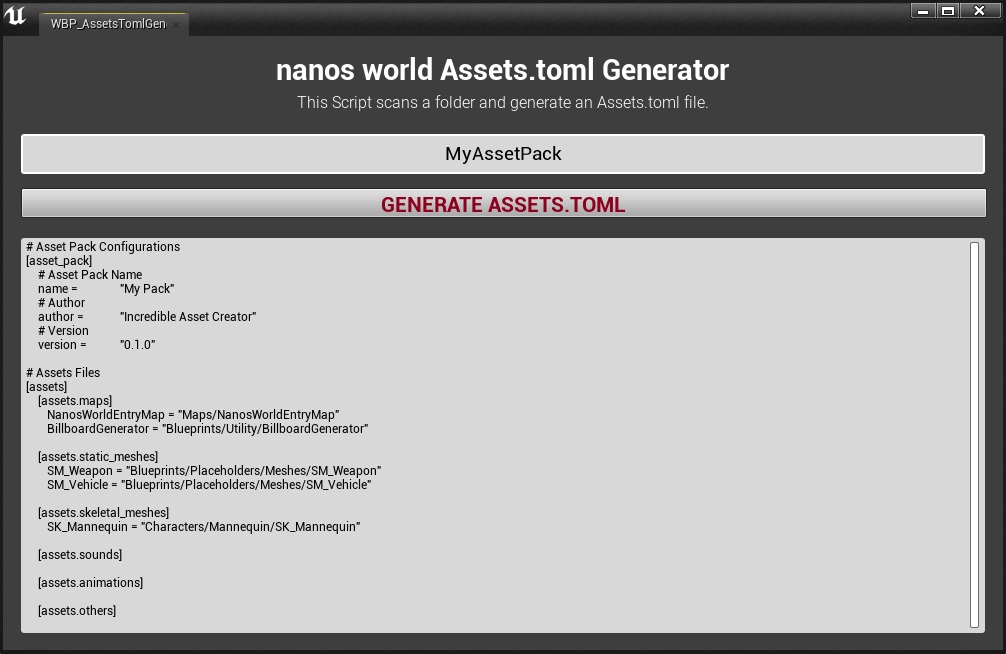 WBP_AssetsTomlGen
nanos world Assets.toml Generator
This Script scans a folder and generate an Assets.toml file.
MyAssetPack
GENERATE ASSETS.TOML
# Asset Pack Configurations
[asset_pack]
# Asset Pack Name
name = "My Pack"
# Author
author = "Incredible Asset Creator"
# Version
version = "0.1.0"
# Assets Files
[assets]
[assets.maps]
NanosWorldEntryMap = "Maps/NanosWorldEntryMap"
BillboardGenerator = "Blueprints/Utility/BillboardGenerator"
[assets.static_meshes]
SM_Weapon = "Blueprints/Placeholders/Meshes/SM_Weapon"
SM_Vehicle = "Blueprints/Placeholders/Meshes/SM_Vehicle"
[assets.skeletal_meshes]
SK_Mannequin = "Characters/Mannequin/SK_Mannequin"
[assets.sounds]
[assets.animations]
[assets.others]